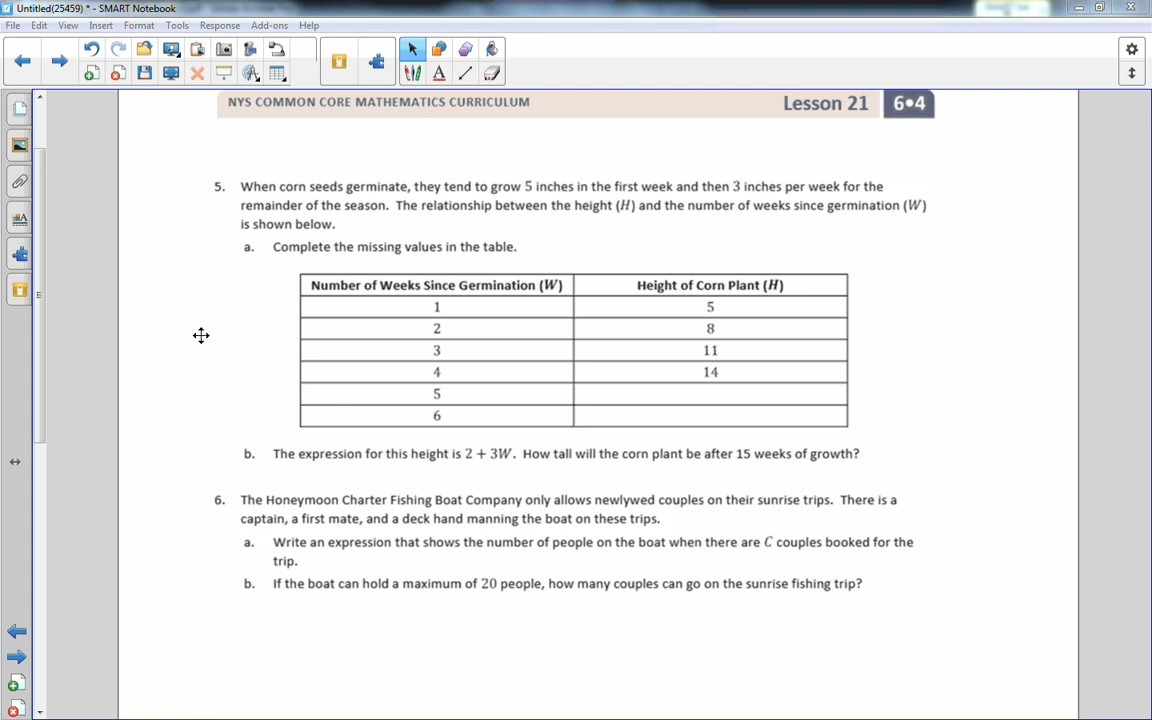 Untitled(25459) * - SMART Notebook
File Edit View Insert Format Tools Response Add-ons Help
NYS COMMON CORE MATHEMATICS CURRICULUM Lesson 21 6•4
5. When corn seeds germinate, they tend to grow 5 inches in the first week and then 3 inches per week for the
remainder of the season. The relationship between the height (H) and the number of weeks since germination (W)
is shown below.
a. Complete the missing values in the table.
Number of Weeks Since Germination (W) Height of Corn Plant (H)
1 5
2 8
3 11
4 14
5
6
b. The expression for this height is 2 + 3W. How tall will the corn plant be after 15 weeks of growth?
6. The Honeymoon Charter Fishing Boat Company only allows newlywed couples on their sunrise trips. There is a
captain, a first mate, and a deck hand manning the boat on these trips.
a. Write an expression that shows the number of people on the boat when there are C couples booked for the
trip.
b. If the boat can hold a maximum of 20 people, how many couples can go on the sunrise fishing trip?